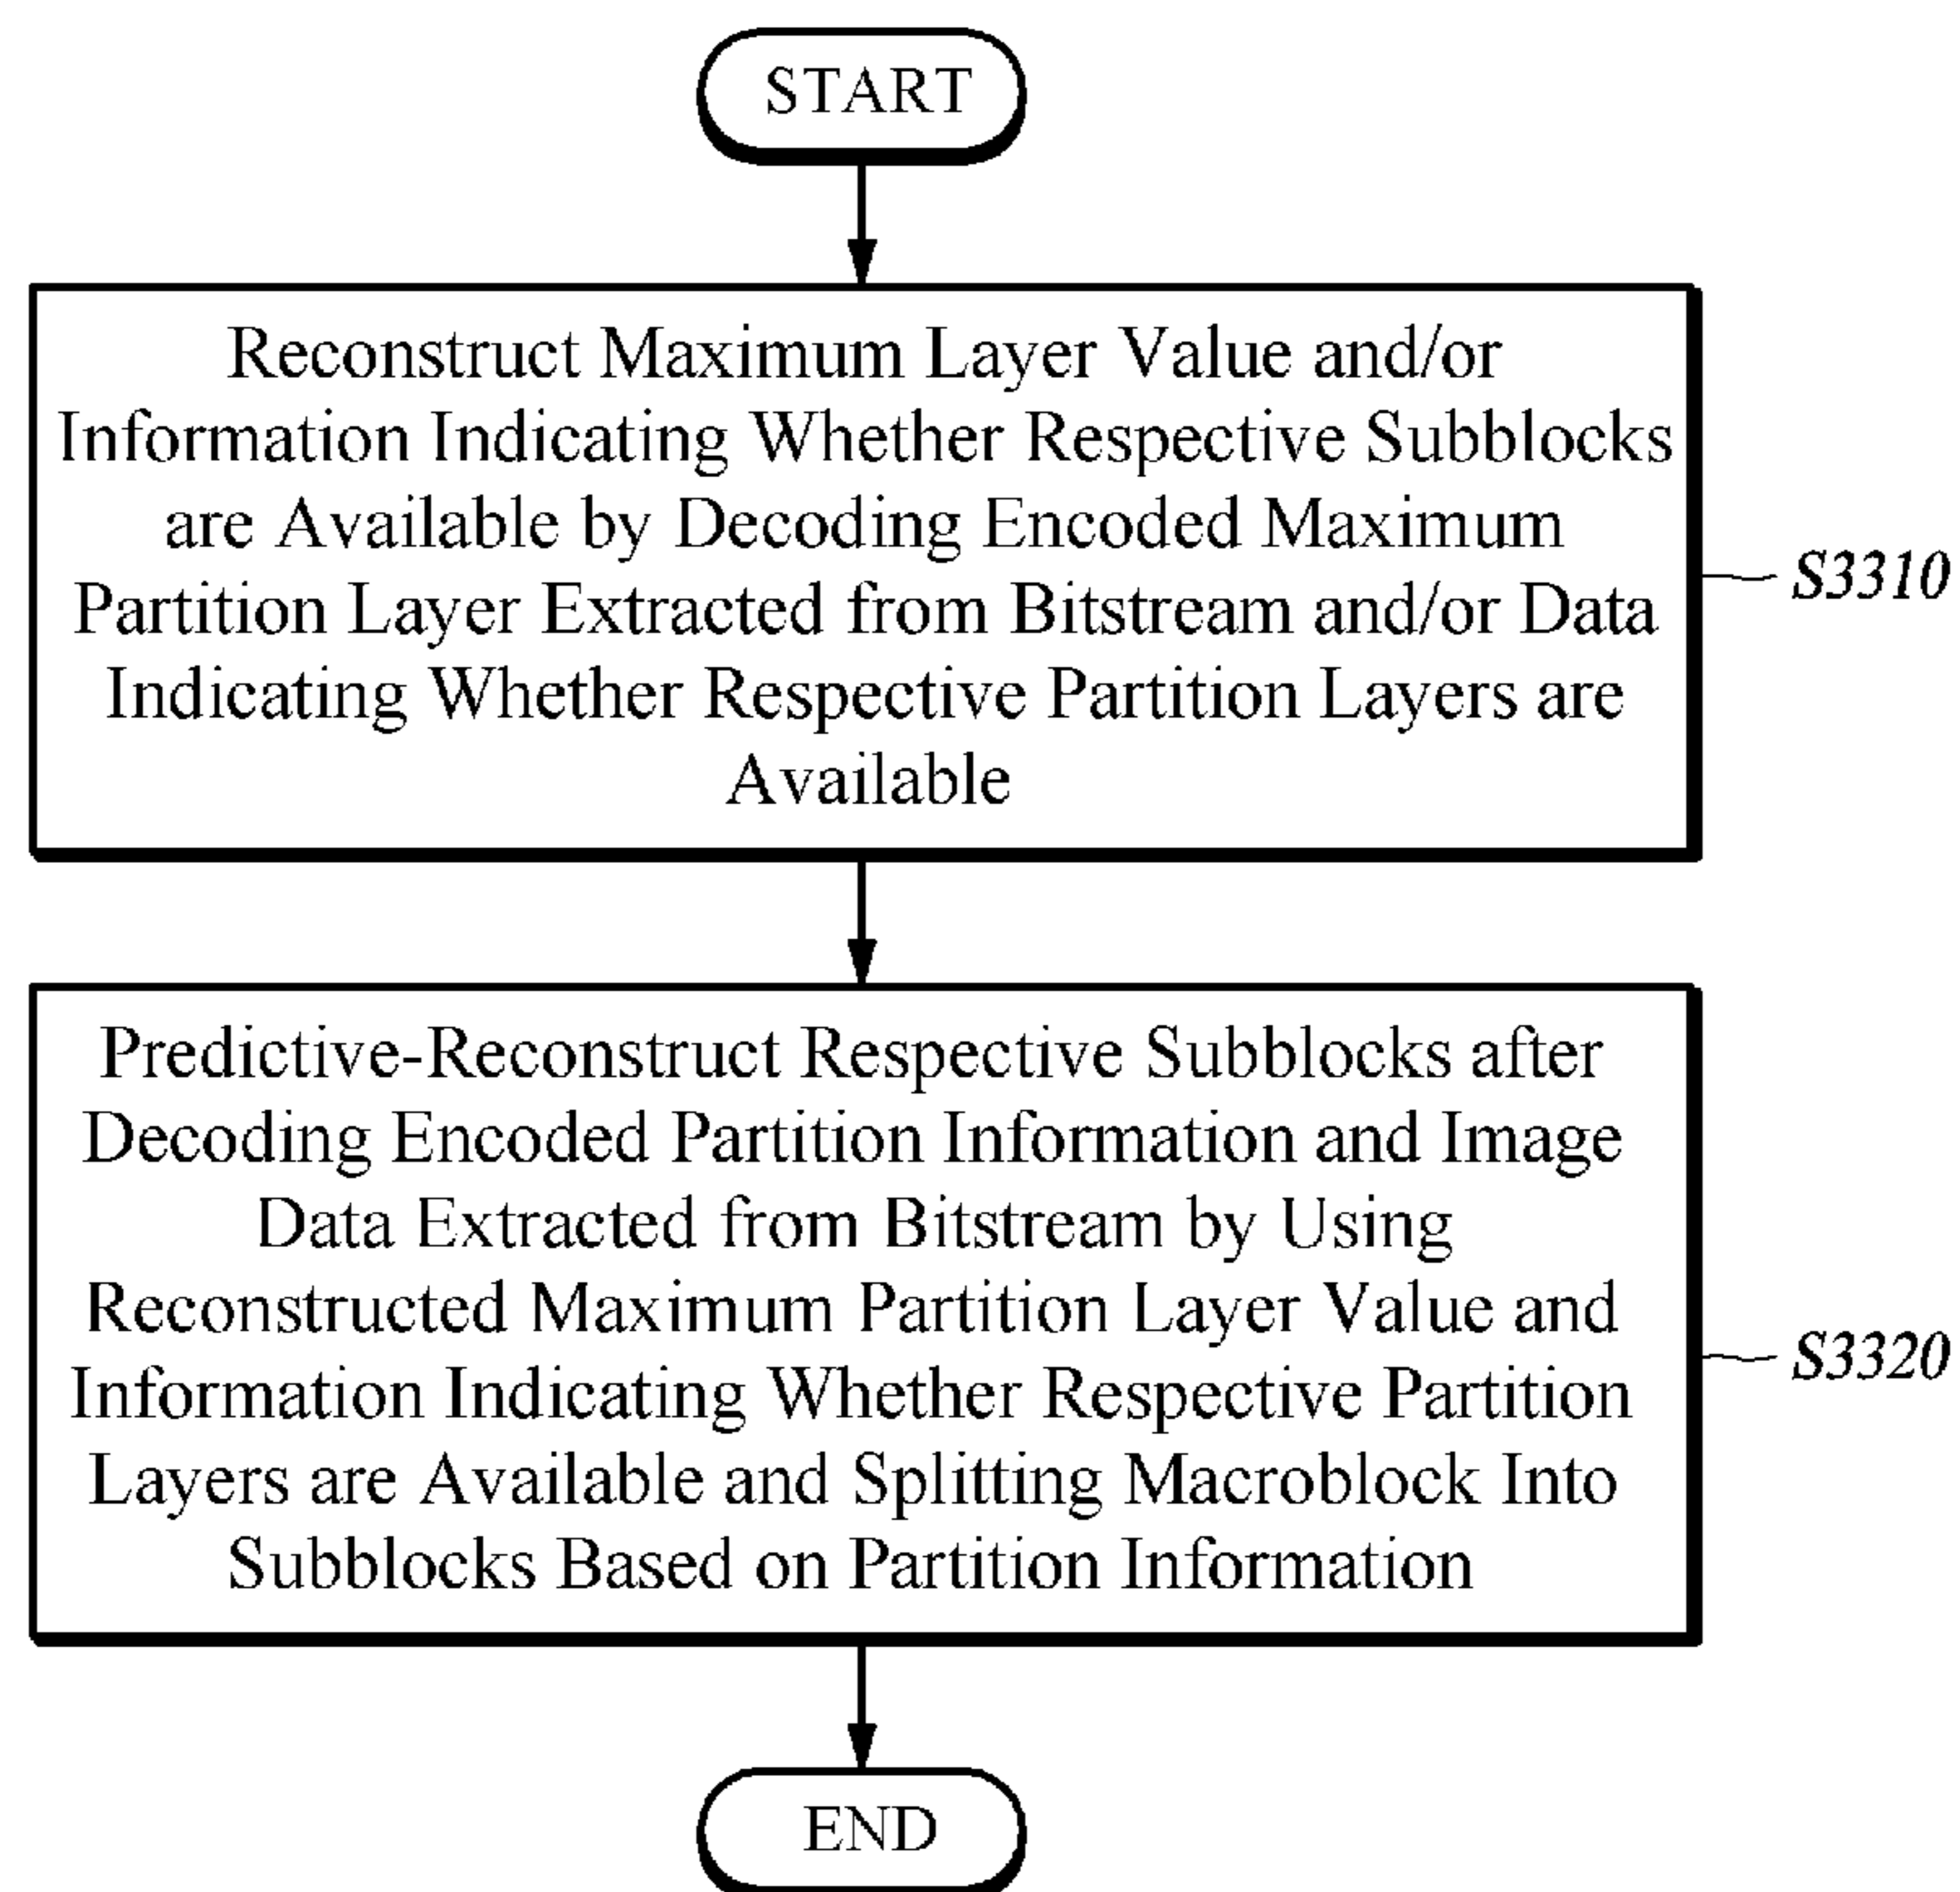 START
Reconstruct Maximum Layer Value and/or
Information Indicating Whether Respective Subblocks
are Available by Decoding Encoded Maximum
Partition Layer Extracted from Bitstream and/or Data
Indicating Whether Respective Partition Layers are
Available
S3310
Predictive-Reconstruct Respective Subblocks after
Decoding Encoded Partition Information and Image
Data Extracted from Bitstream by Using
Reconstructed Maximum Partition Layer Value and
Information Indicating Whether Respective Partition
Layers are Available and Splitting Macroblock Into
Subblocks Based on Partition Information
S3320
END